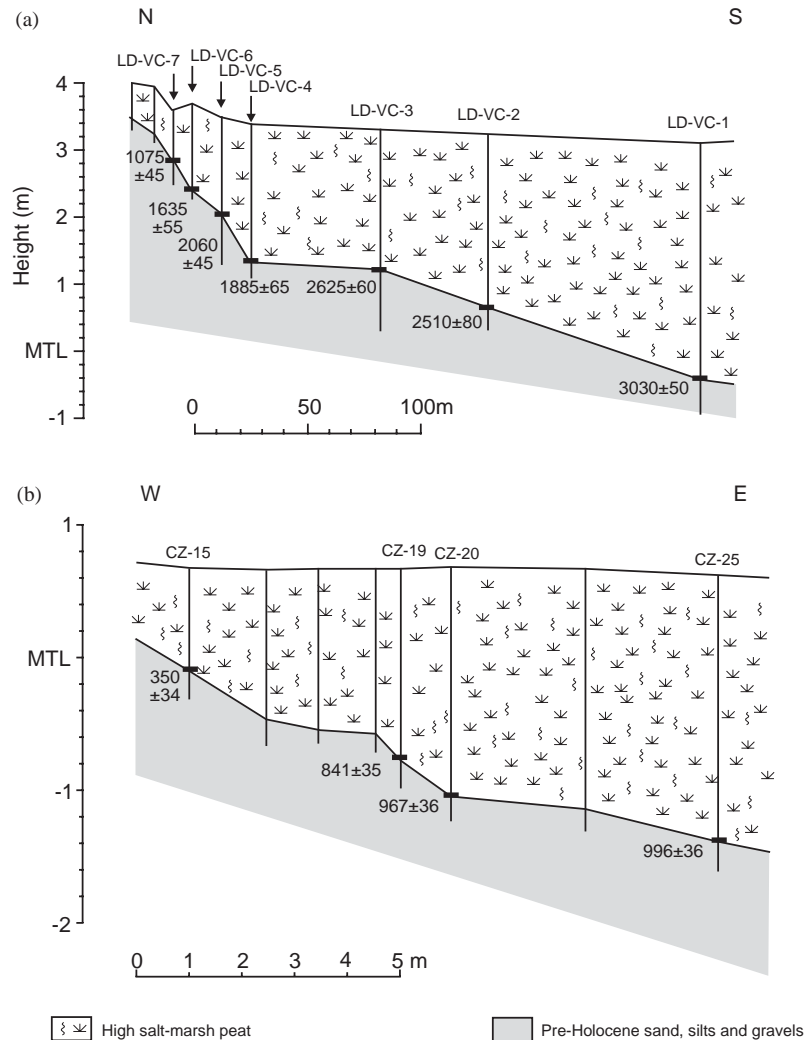 (a)
N
S
LD-VC-7
LD-VC-6
LD-VC-5
LD-VC-4
LD-VC-3
LD-VC-2
LD-VC-1
Height (m)
4
3
2
1
MTL
-1
1075
±45
1635
±55
2060
±45
1885±65
2625±60
2510±80
3030±50
0
50
100m
(b)
W
E
CZ-15
CZ-19
CZ-20
CZ-25
1
MTL
-1
-2
350
±34
841±35
967±36
996±36
0
1
2
3
4
5 m
High salt-marsh peat
Pre-Holocene sand, silts and gravels